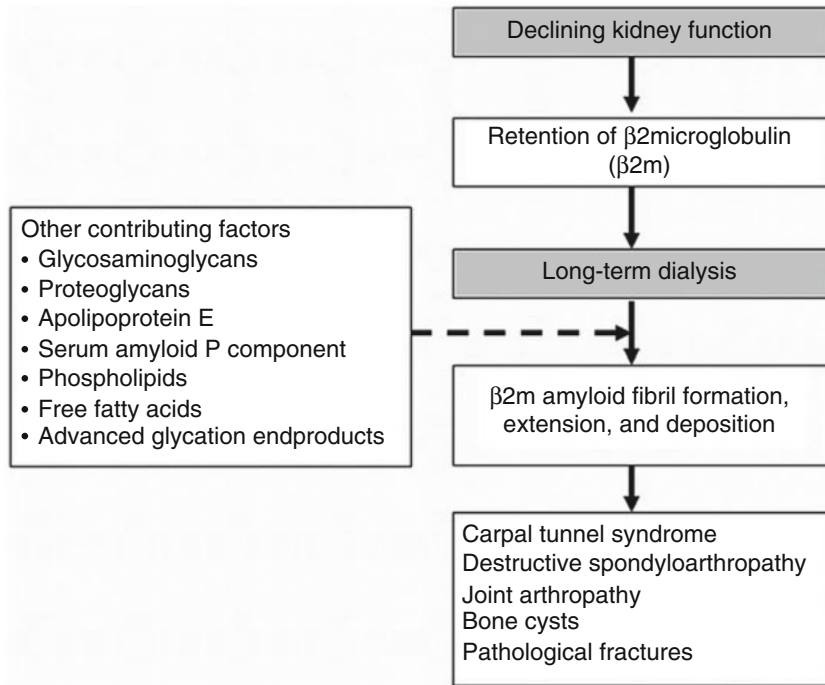 Declining kidney function
Retention of β2microglobulin
(β2m)
Long-term dialysis
Other contributing factors
• Glycosaminoglycans
• Proteoglycans
• Apolipoprotein E
• Serum amyloid P component
• Phospholipids
• Free fatty acids
• Advanced glycation endproducts
β2m amyloid fibril formation,
extension, and deposition
Carpal tunnel syndrome
Destructive spondyloarthropathy
Joint arthropathy
Bone cysts
Pathological fractures